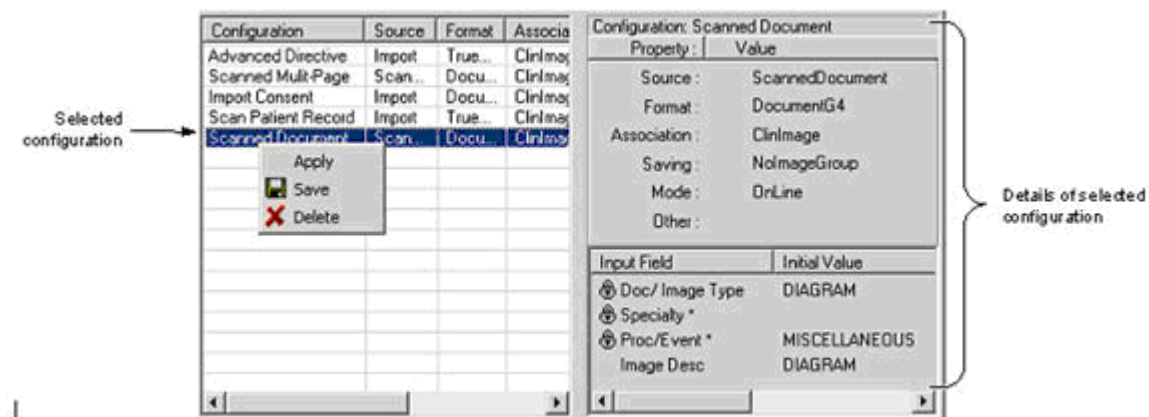 Configuration Source Format Associa
Advanced Directive Import True... ClinImag
Scanned Mulit-Page Scan... Docu... ClinImag
Import Consent Import Docu... ClinImag
Scan Patient Record Import True... ClinImag
Scanned Document Scan... Docu... ClinImag
Apply
Save
Delete
Selected
configuration
Configuration: Scanned Document
Property : Value
Source : ScannedDocument
Format : DocumentG4
Association : ClinImage
Saving : NoImageGroup
Mode : OnLine
Other :
Input Field Initial Value
Doc/ Image Type DIAGRAM
Specialty *
Proc/Event * MISCELLANEOUS
Image Desc DIAGRAM
Details of selected
configuration